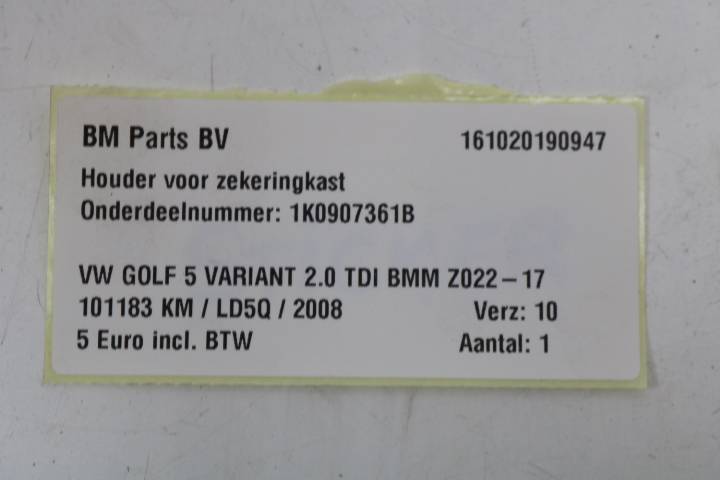 BM Parts BV 161020190947
Houder voor zekeringkast
Onderdeelnummer: 1K0907361B
VW GOLF 5 VARIANT 2.0 TDI BMM Z022-17
101183 KM / LD5Q / 2008 Verz: 10
5 Euro incl. BTW Aantal: 1